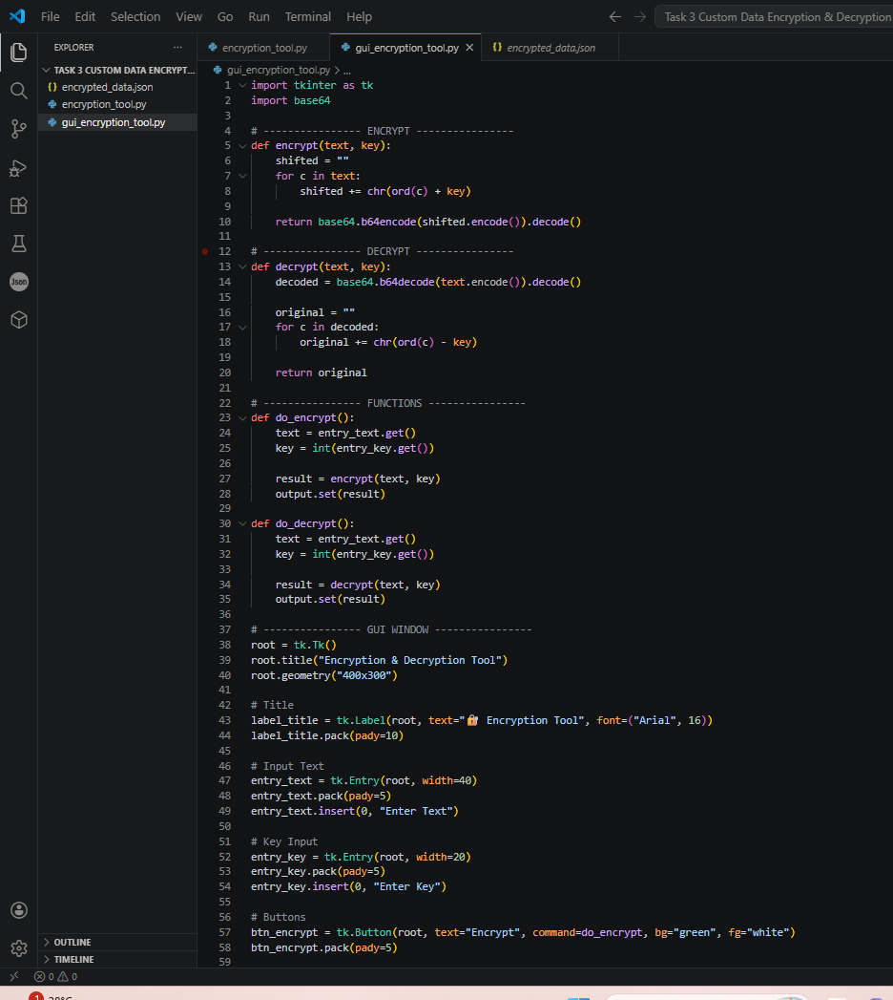 File Edit Selection View Go Run Terminal Help
Task 3 Custom Data Encryption & Decryption
EXPLORER
TASK 3 CUSTOM DATA ENCRYPT...
{} encrypted_data.json
encryption_tool.py
gui_encryption_tool.py
Json
OUTLINE
TIMELINE
encryption_tool.py
gui_encryption_tool.py
{} encrypted_data.json
gui_encryption_tool.py > ...
1 import tkinter as tk
2 import base64
3
4 # ---------------- ENCRYPT ----------------
5 def encrypt(text, key):
6     shifted = ""
7     for c in text:
8         shifted += chr(ord(c) + key)
9
10     return base64.b64encode(shifted.encode()).decode()
11
12 # ---------------- DECRYPT ----------------
13 def decrypt(text, key):
14     decoded = base64.b64decode(text.encode()).decode()
15
16     original = ""
17     for c in decoded:
18         original += chr(ord(c) - key)
19
20     return original
21
22 # ---------------- FUNCTIONS ----------------
23 def do_encrypt():
24     text = entry_text.get()
25     key = int(entry_key.get())
26
27     result = encrypt(text, key)
28     output.set(result)
29
30 def do_decrypt():
31     text = entry_text.get()
32     key = int(entry_key.get())
33
34     result = decrypt(text, key)
35     output.set(result)
36
37 # ---------------- GUI WINDOW ----------------
38 root = tk.Tk()
39 root.title("Encryption & Decryption Tool")
40 root.geometry("400x300")
41
42 # Title
43 label_title = tk.Label(root, text="🔐 Encryption Tool", font=("Arial", 16))
44 label_title.pack(pady=10)
45
46 # Input Text
47 entry_text = tk.Entry(root, width=40)
48 entry_text.pack(pady=5)
49 entry_text.insert(0, "Enter Text")
50
51 # Key Input
52 entry_key = tk.Entry(root, width=20)
53 entry_key.pack(pady=5)
54 entry_key.insert(0, "Enter Key")
55
56 # Buttons
57 btn_encrypt = tk.Button(root, text="Encrypt", command=do_encrypt, bg="green", fg="white")
58 btn_encrypt.pack(pady=5)
59
0 0
1